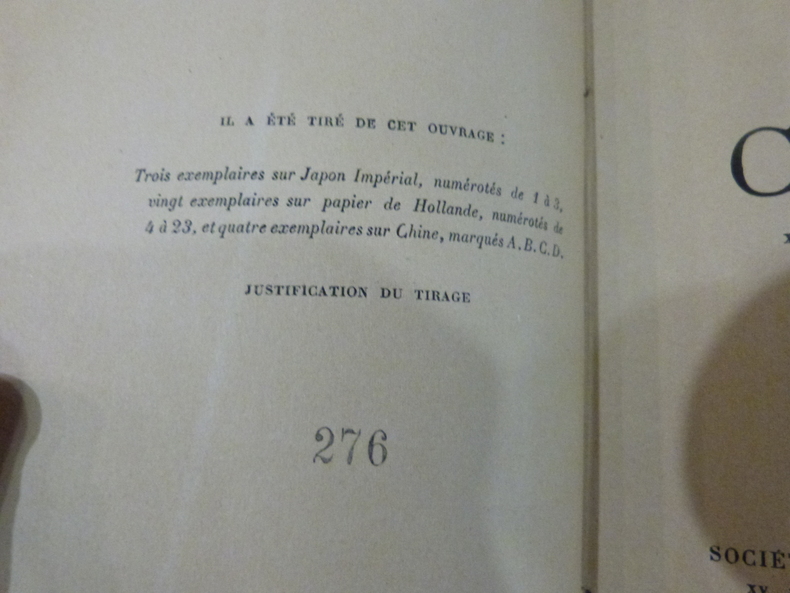 IL A ÉTÉ TIRÉ DE CET OUVRAGE :
Trois exemplaires sur Japon Impérial, numérotés de 1 à 3,
vingt exemplaires sur papier de Hollande, numérotés de
4 à 23, et quatre exemplaires sur Chine, marqués A.B.C.D.
JUSTIFICATION DU TIRAGE
276
C
SOCIÉ
XV